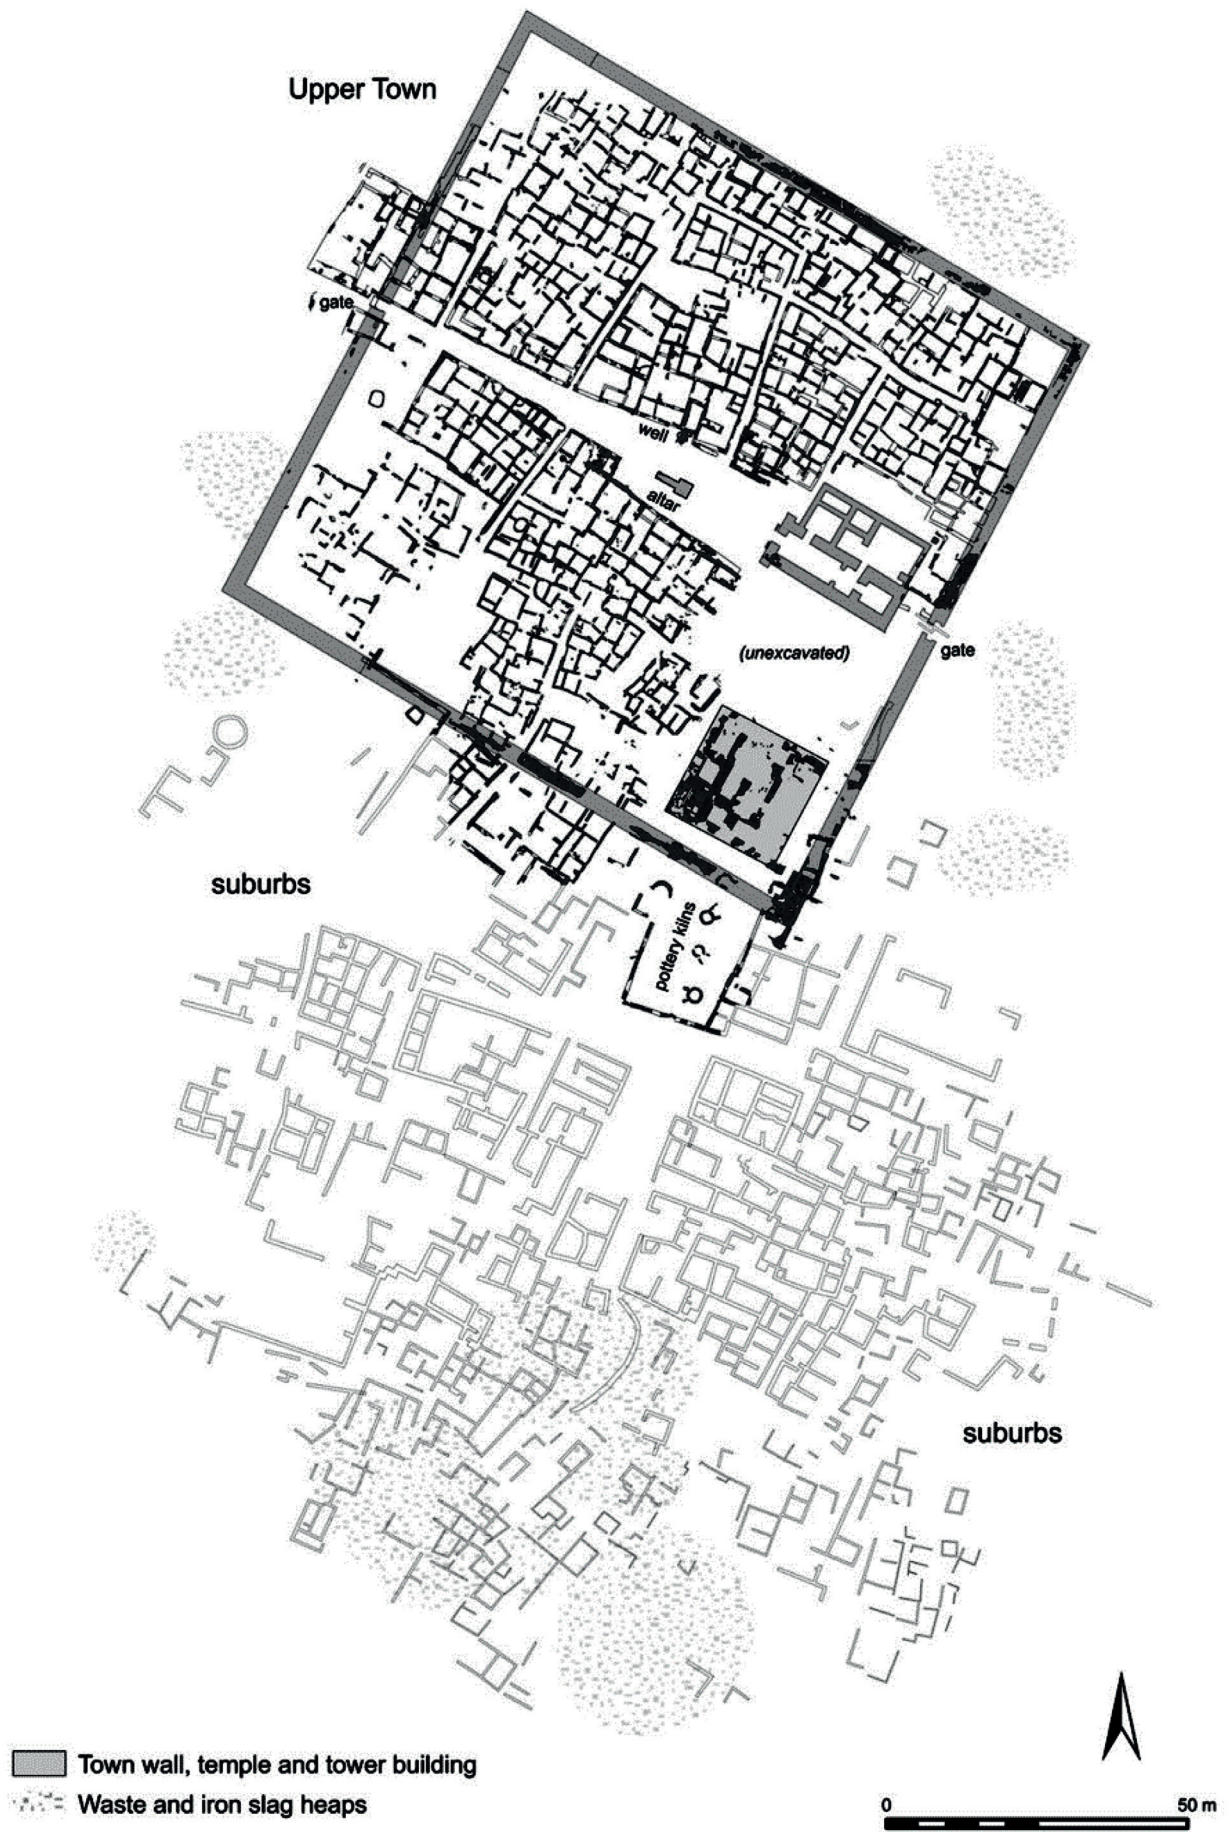 Upper Town
gate
well
altar
(unexcavated)
gate
suburbs
pottery kilns
suburbs
Town wall, temple and tower building
Waste and iron slag heaps
0 50 m